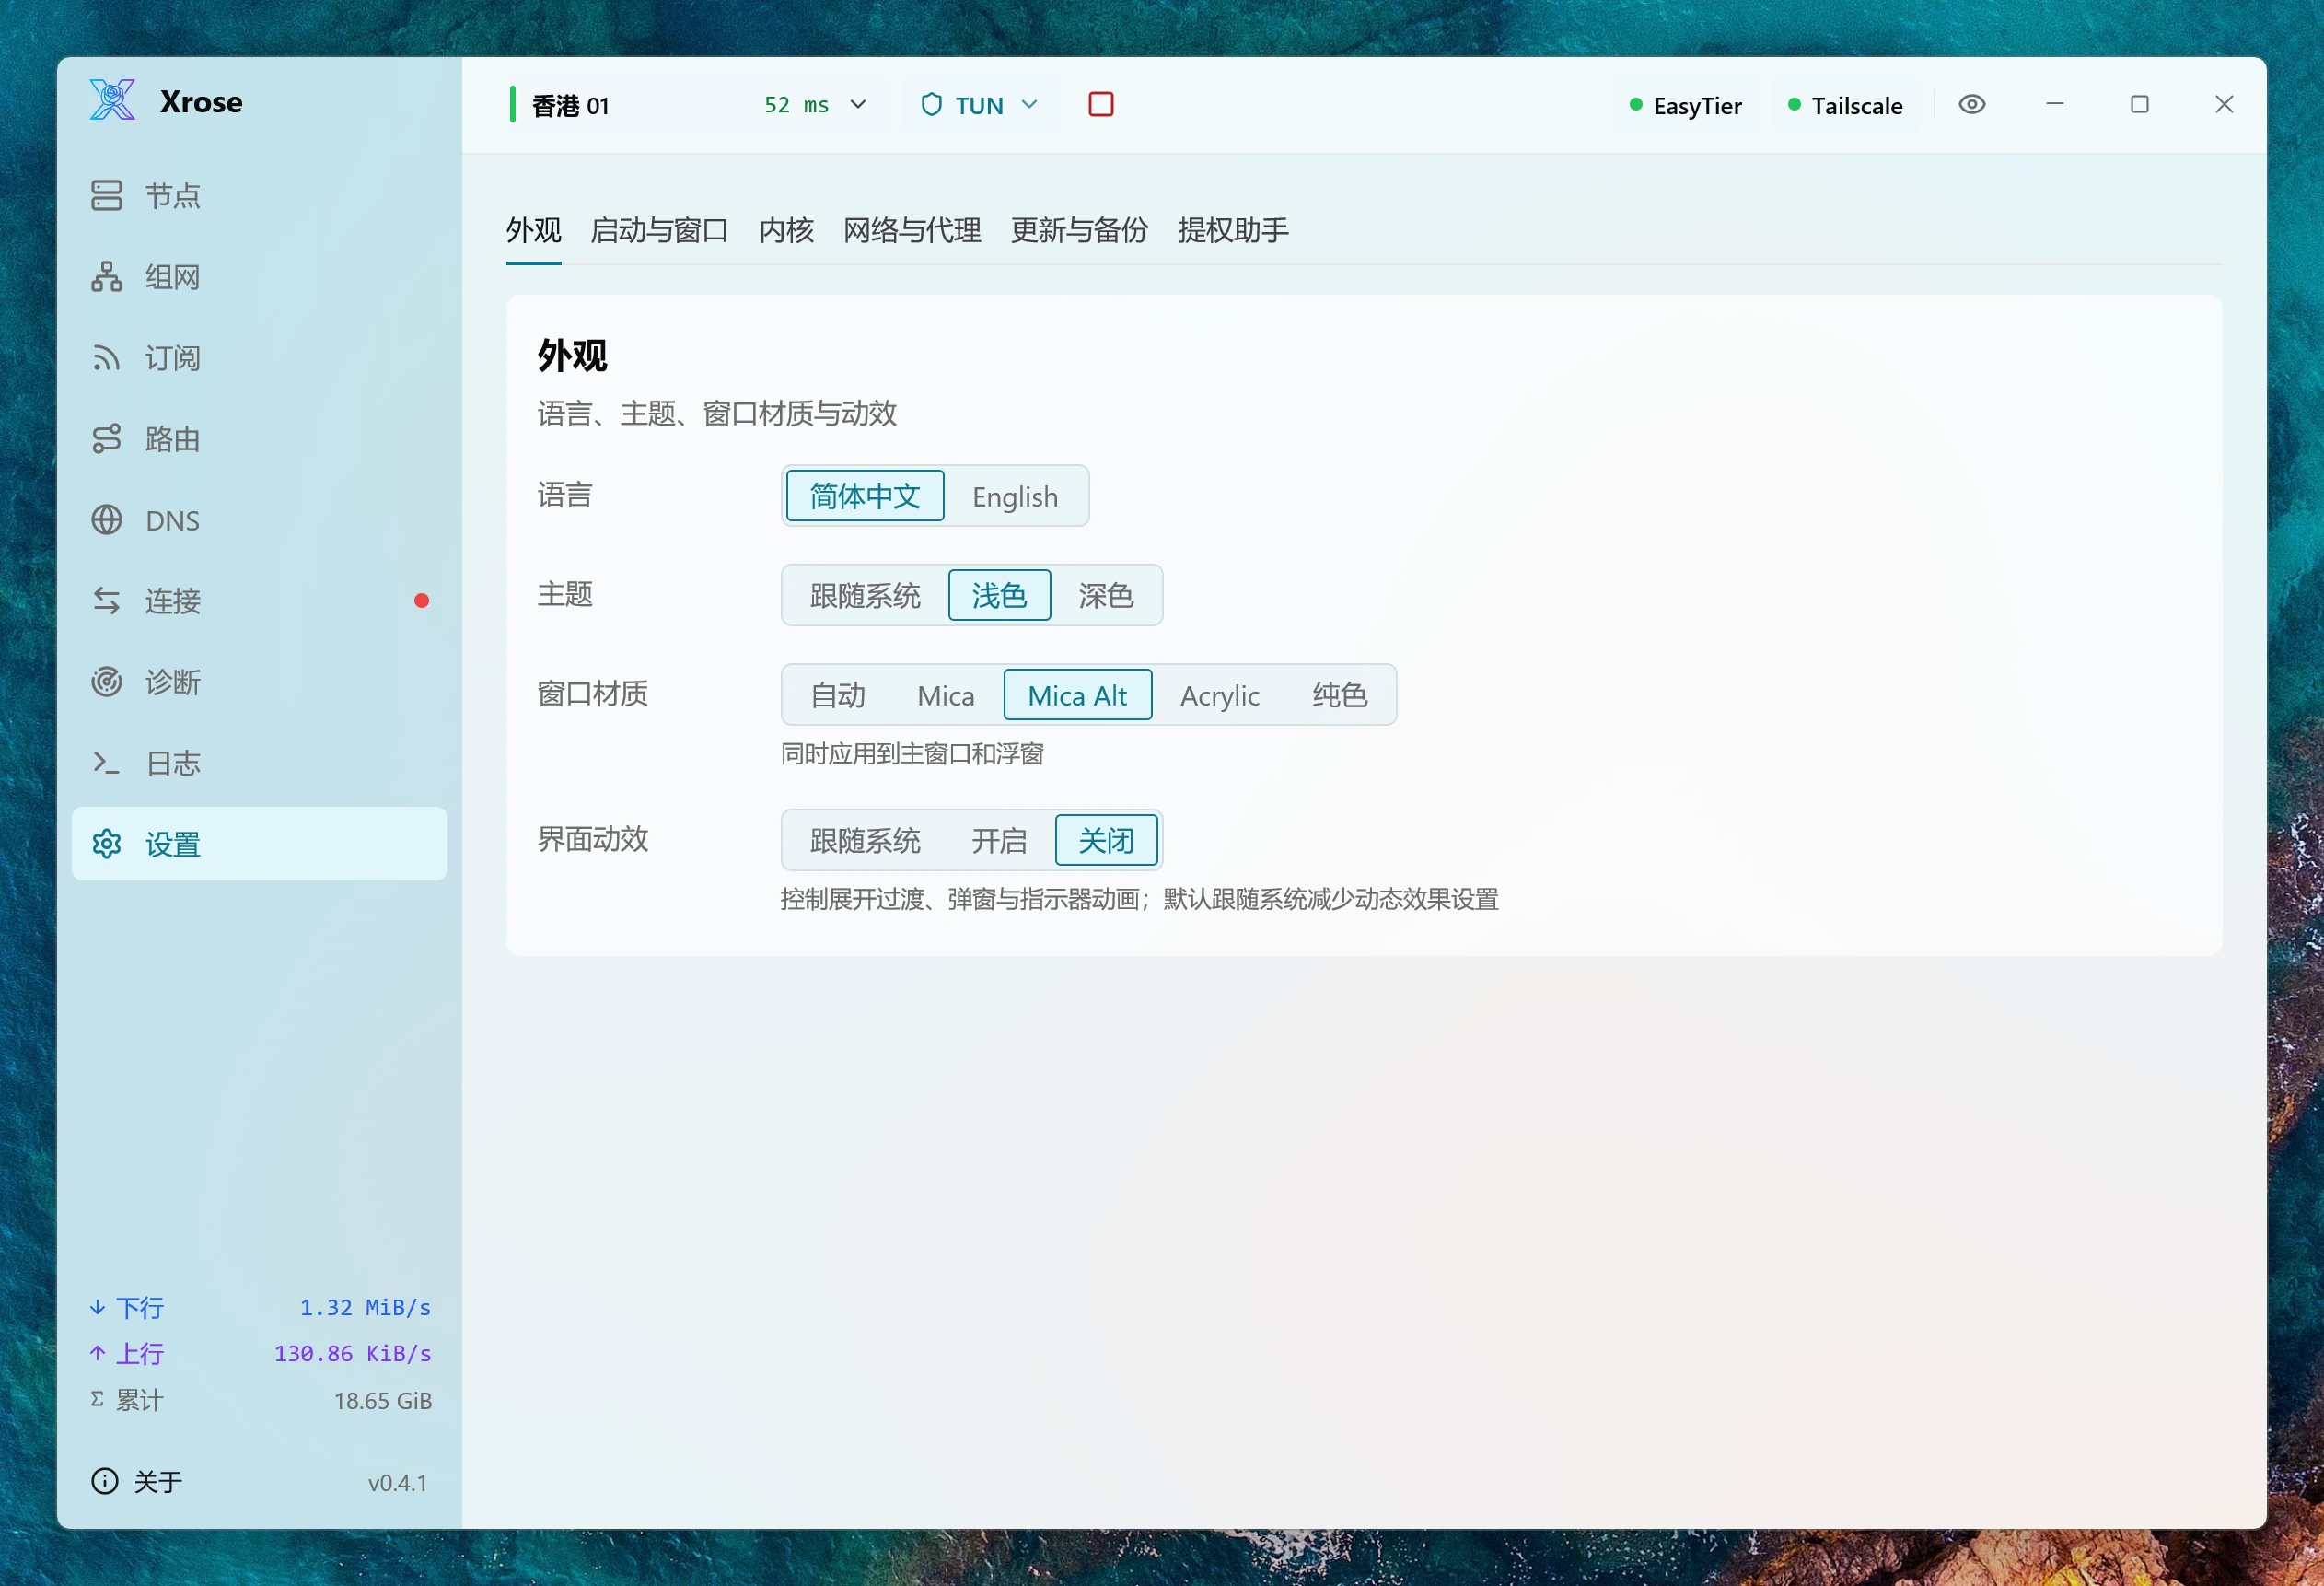 Xrose
香港 01 52 ms TUN EasyTier Tailscale
节点
组网
订阅
路由
DNS
连接
诊断
日志
设置
↓ 下行 1.32 MiB/s
↑ 上行 130.86 KiB/s
Σ 累计 18.65 GiB
关于 v0.4.1
外观 启动与窗口 内核 网络与代理 更新与备份 提权助手
外观
语言、主题、窗口材质与动效
语言 简体中文 English
主题 跟随系统 浅色 深色
窗口材质 自动 Mica Mica Alt Acrylic 纯色
同时应用到主窗口和浮窗
界面动效 跟随系统 开启 关闭
控制展开过渡、弹窗与指示器动画；默认跟随系统减少动态效果设置